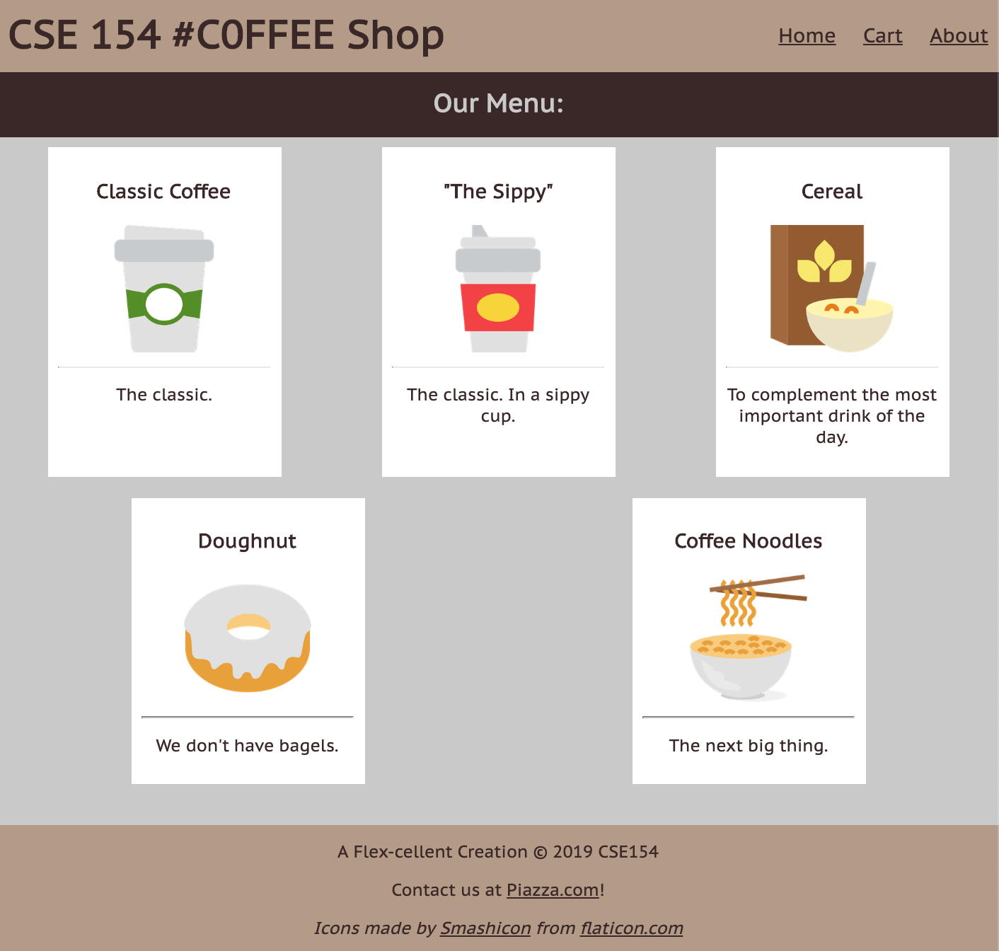 CSE 154 #C0FFEE Shop
Home Cart About
Our Menu:
Classic Coffee
The classic.
"The Sippy"
The classic. In a sippy
cup.
Cereal
To complement the most
important drink of the
day.
Doughnut
We don't have bagels.
Coffee Noodles
The next big thing.
A Flex-cellent Creation © 2019 CSE154
Contact us at Piazza.com!
Icons made by Smashicon from flaticon.com